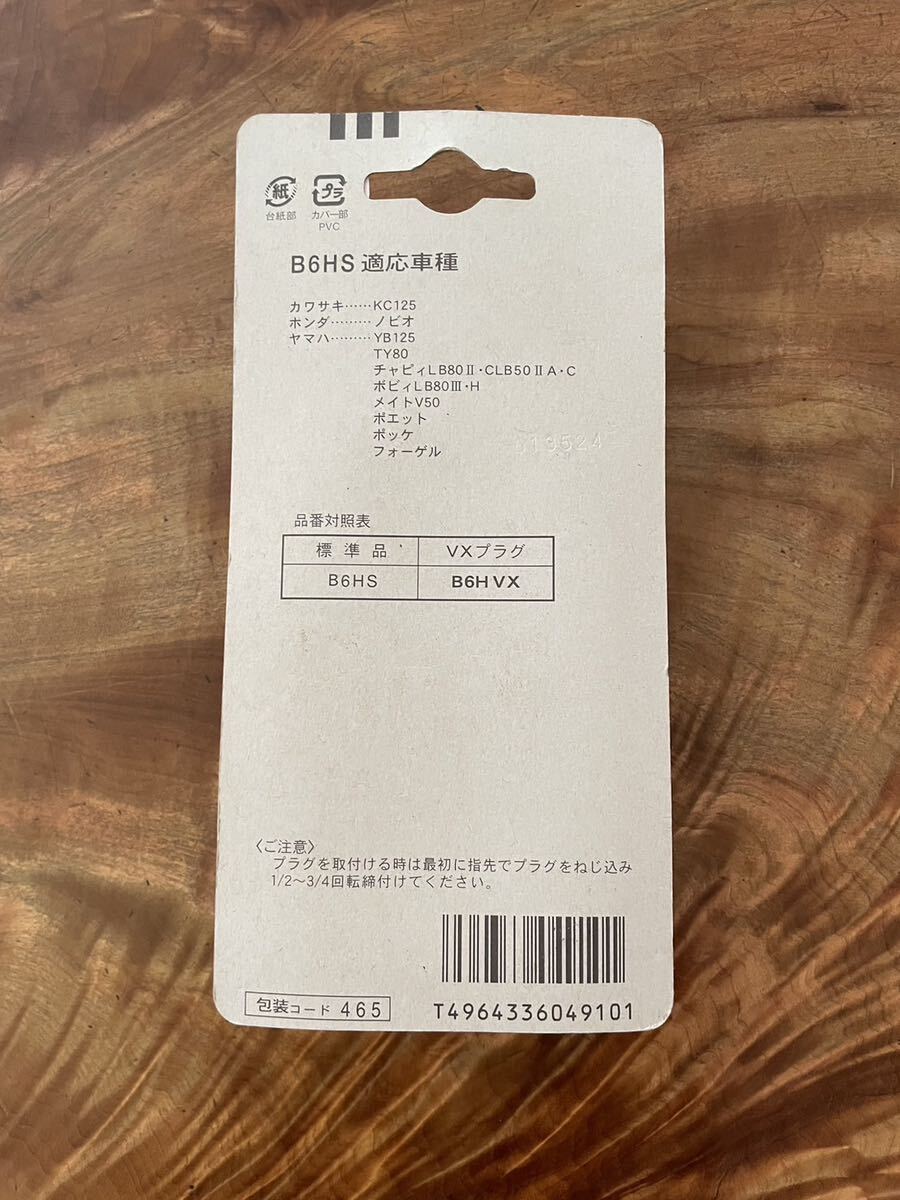 紙 プラ
台紙部 カバー部
PVC
B6HS 適応車種
カワサキ……KC125
ホンダ………ノビオ
ヤマハ………YB125
TY80
チャピィLB80Ⅱ・CLB50ⅡA・C
ボビィLB80Ⅲ・H
メイトV50
ポエット
ポッケ
フォーゲル
品番対照表
標準品 VXプラグ
B6HS B6HVX
〈ご注意〉
プラグを取付ける時は最初に指先でプラグをねじ込み
1/2〜3/4回転締付けてください。
包装コード 465
T4964336049101